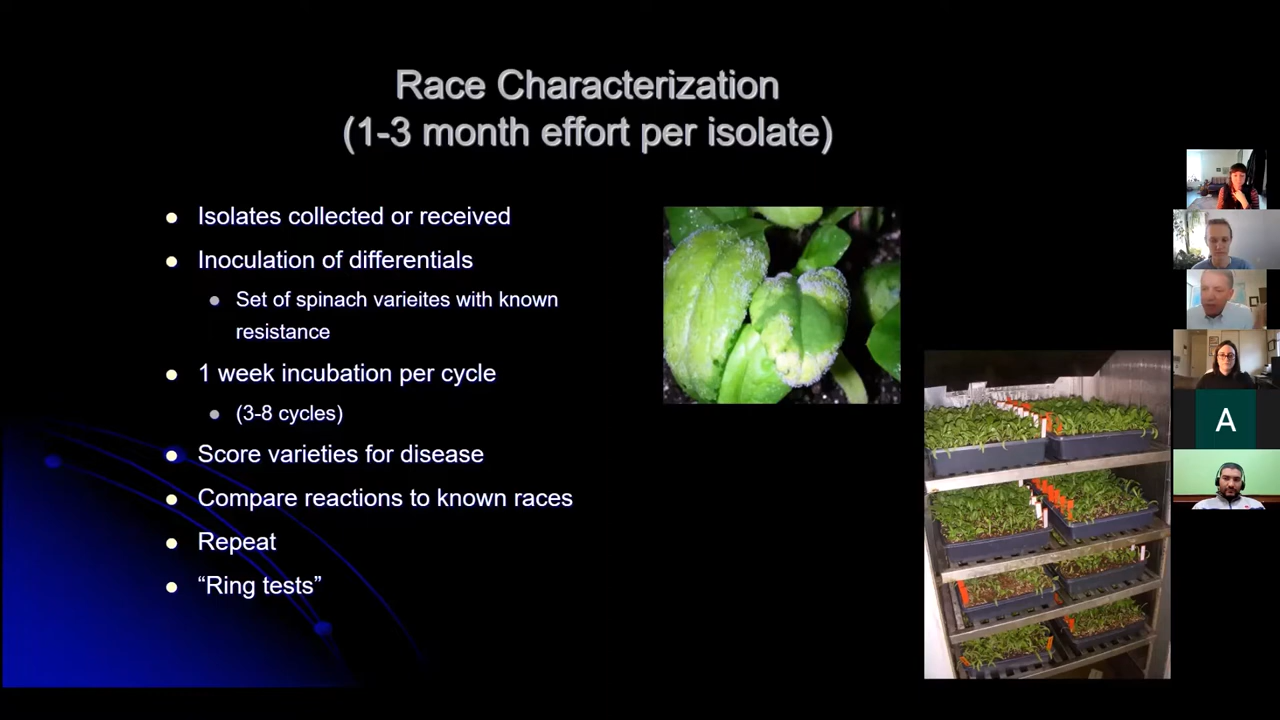 Race Characterization
(1-3 month effort per isolate)
Isolates collected or received
Inoculation of differentials
Set of spinach varieites with known
resistance
1 week incubation per cycle
(3-8 cycles)
Score varieties for disease
Compare reactions to known races
Repeat
“Ring tests”
A